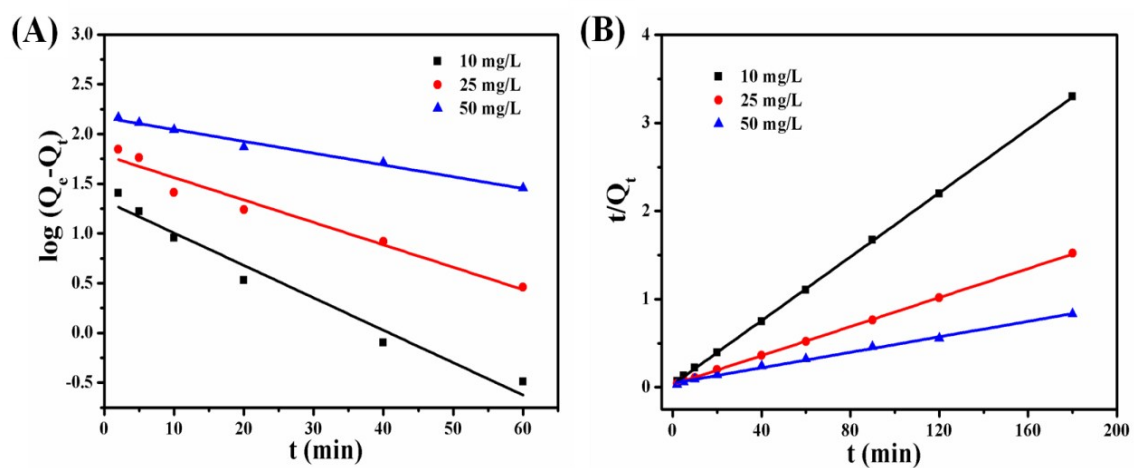 (A)
3.0
2.5
2.0
1.5
1.0
0.5
0.0
-0.5
log (Qe-Qt)
10 mg/L
25 mg/L
50 mg/L
0 10 20 30 40 50 60
t (min)
(B)
4
3
2
1
0
t/Qt
10 mg/L
25 mg/L
50 mg/L
0 40 80 120 160 200
t (min)